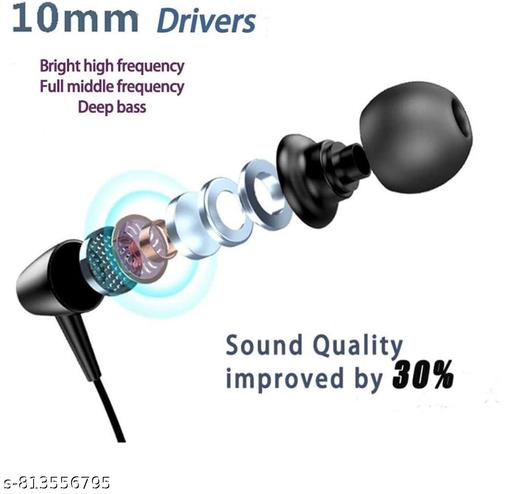 10mm Drivers
Bright high frequency
Full middle frequency
Deep bass
Sound Quality
improved by 30%
s-813556795